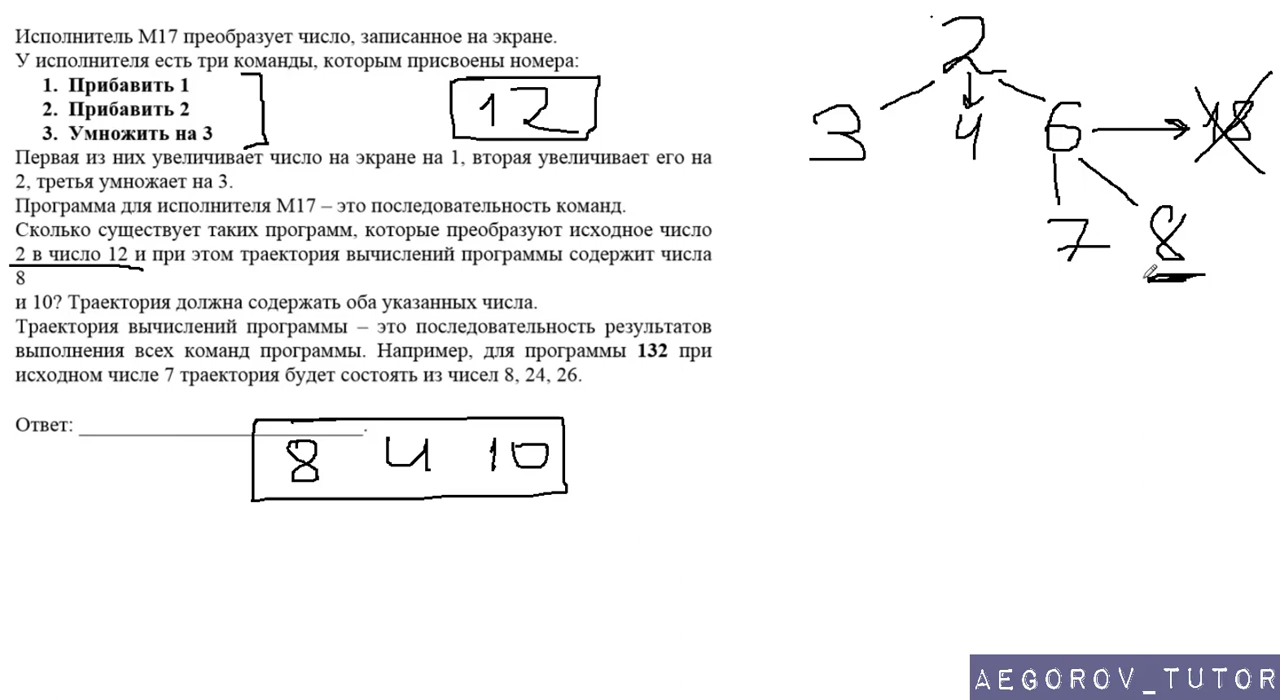 Исполнитель М17 преобразует число, записанное на экране.
У исполнителя есть три команды, которым присвоены номера:
1. Прибавить 1
2. Прибавить 2
3. Умножить на 3
12
Первая из них увеличивает число на экране на 1, вторая увеличивает его на
2, третья умножает на 3.
Программа для исполнителя М17 – это последовательность команд.
Сколько существует таких программ, которые преобразуют исходное число
2 в число 12 и при этом траектория вычислений программы содержит числа
8
и 10? Траектория должна содержать оба указанных числа.
Траектория вычислений программы – это последовательность результатов
выполнения всех команд программы. Например, для программы 132 при
исходном числе 7 траектория будет состоять из чисел 8, 24, 26.
Ответ: ______________________________.
8 и 10
2
3 4 6 18
7 8
AEGOROV_TUTOR